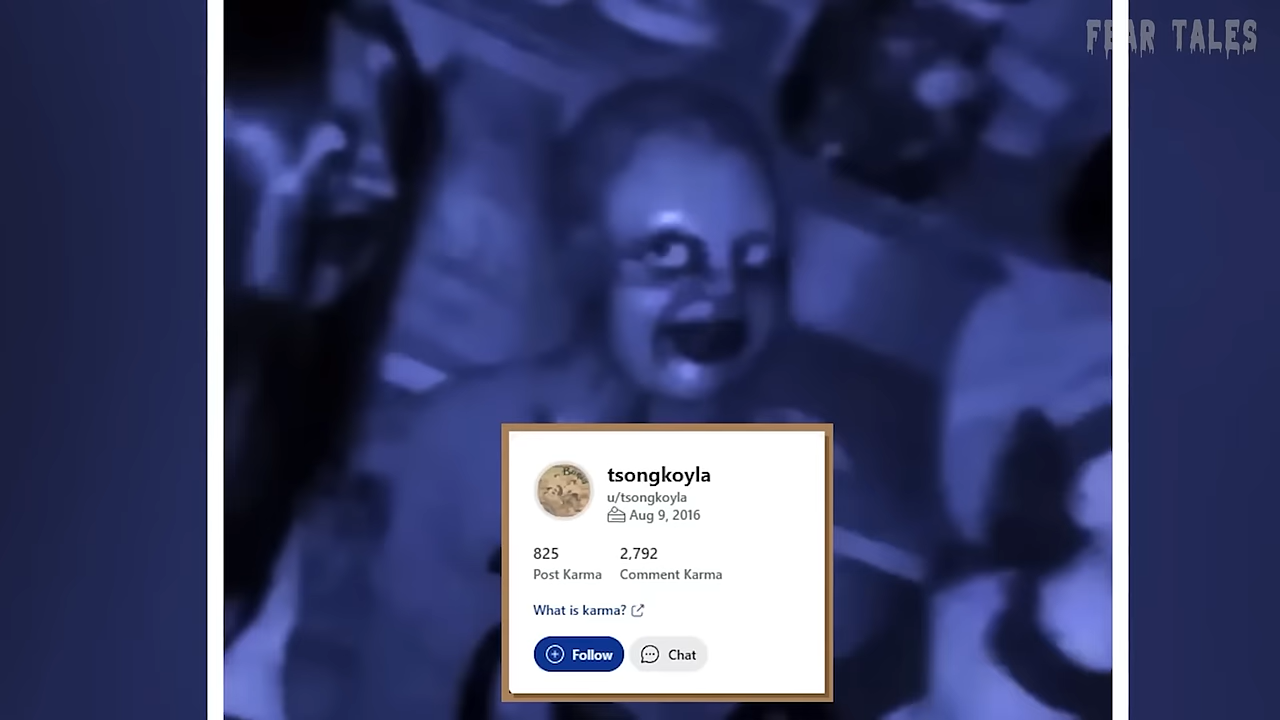 FEAR TALES
tsongkoyla
u/tsongkoyla
Aug 9, 2016
825 2,792
Post Karma Comment Karma
What is karma?
Follow Chat